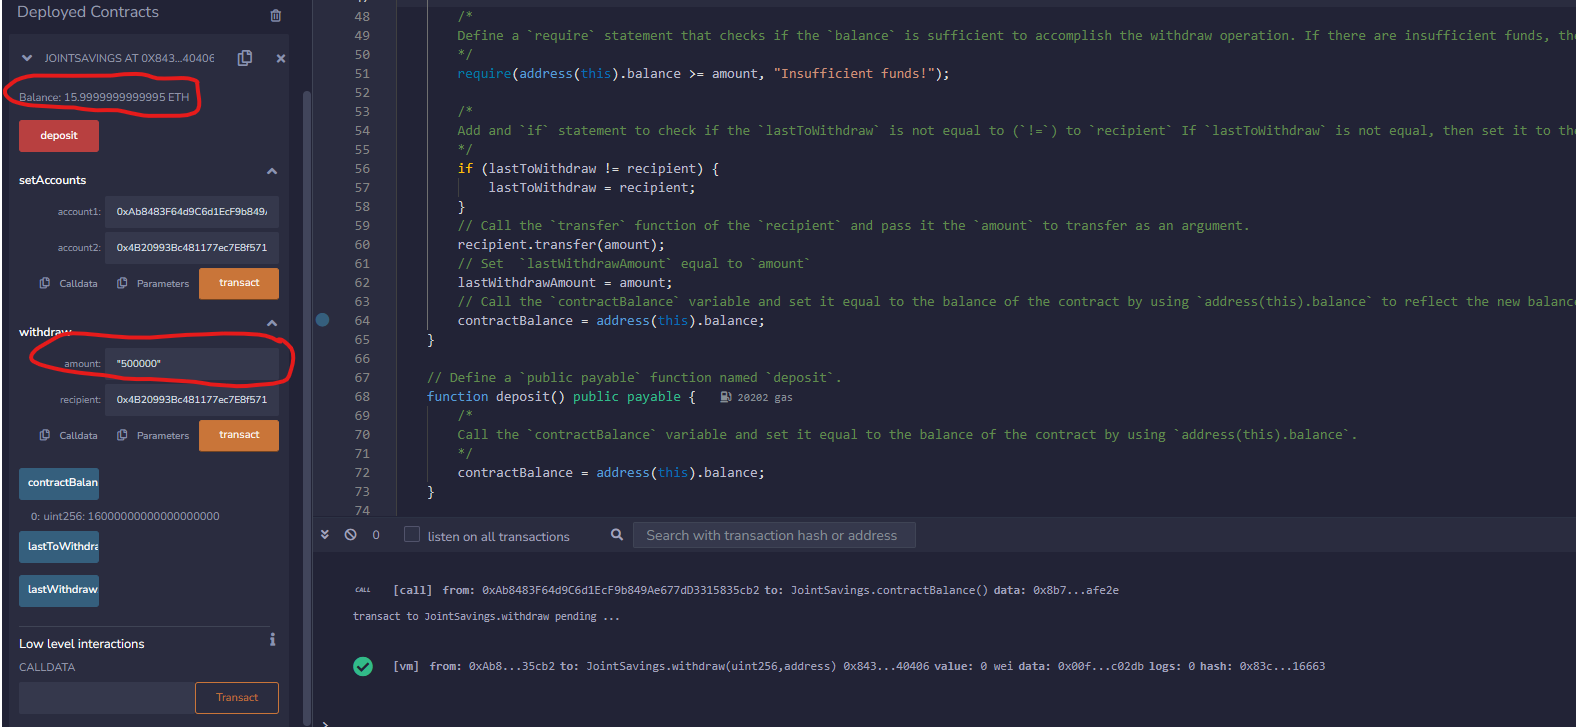 Deployed Contracts
JOINTSAVINGS AT 0X843...40406
Balance: 15.9999999999995 ETH
deposit
setAccounts
account1: 0xAb8483F64d9C6d1EcF9b849
account2: 0x4B20993Bc481177ec7E8f571
Calldata Parameters transact
withdraw
amount: "500000"
recipient: 0x4B20993Bc481177ec7E8f571
Calldata Parameters transact
contractBalan
0: uint256: 16000000000000000000
lastToWithdra
lastWithdraw
Low level interactions
CALLDATA
Transact
48 /*
49 Define a `require` statement that checks if the `balance` is sufficient to accomplish the withdraw operation. If there are insufficient funds, the
50 */
51 require(address(this).balance >= amount, "Insufficient funds!");
52
53 /*
54 Add and `if` statement to check if the `lastToWithdraw` is not equal to (`!=`) to `recipient` If `lastToWithdraw` is not equal, then set it to the
55 */
56 if (lastToWithdraw != recipient) {
57 lastToWithdraw = recipient;
58 }
59 // Call the `transfer` function of the `recipient` and pass it the `amount` to transfer as an argument.
60 recipient.transfer(amount);
61 // Set  `lastWithdrawAmount` equal to `amount`
62 lastWithdrawAmount = amount;
63 // Call the `contractBalance` variable and set it equal to the balance of the contract by using `address(this).balance` to reflect the new balanc
64 contractBalance = address(this).balance;
65 }
66
67 // Define a `public payable` function named `deposit`.
68 function deposit() public payable { 20202 gas
69 /*
70 Call the `contractBalance` variable and set it equal to the balance of the contract by using `address(this).balance`.
71 */
72 contractBalance = address(this).balance;
73 }
74
0 listen on all transactions Search with transaction hash or address
CALL [call] from: 0xAb8483F64d9C6d1EcF9b849Ae677dD3315835cb2 to: JointSavings.contractBalance() data: 0x8b7...afe2e
transact to JointSavings.withdraw pending ...
[vm] from: 0xAb8...35cb2 to: JointSavings.withdraw(uint256,address) 0x843...40406 value: 0 wei data: 0x00f...c02db logs: 0 hash: 0x83c...16663
>